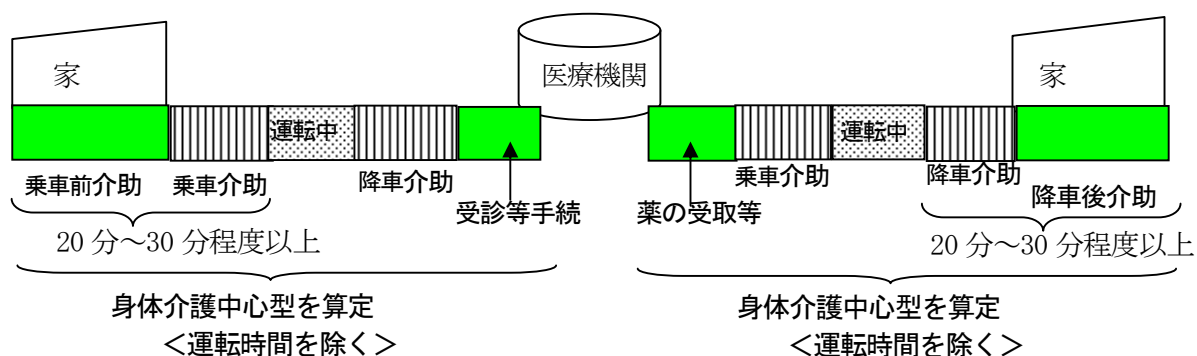 家
医療機関
家
運転中
運転中
乗車前介助 乗車介助
降車介助
受診等手続
薬の受取等
乗車介助
降車介助
降車後介助
20 分~30 分程度以上
20 分~30 分程度以上
身体介護中心型を算定
<運転時間を除く>
身体介護中心型を算定
<運転時間を除く>